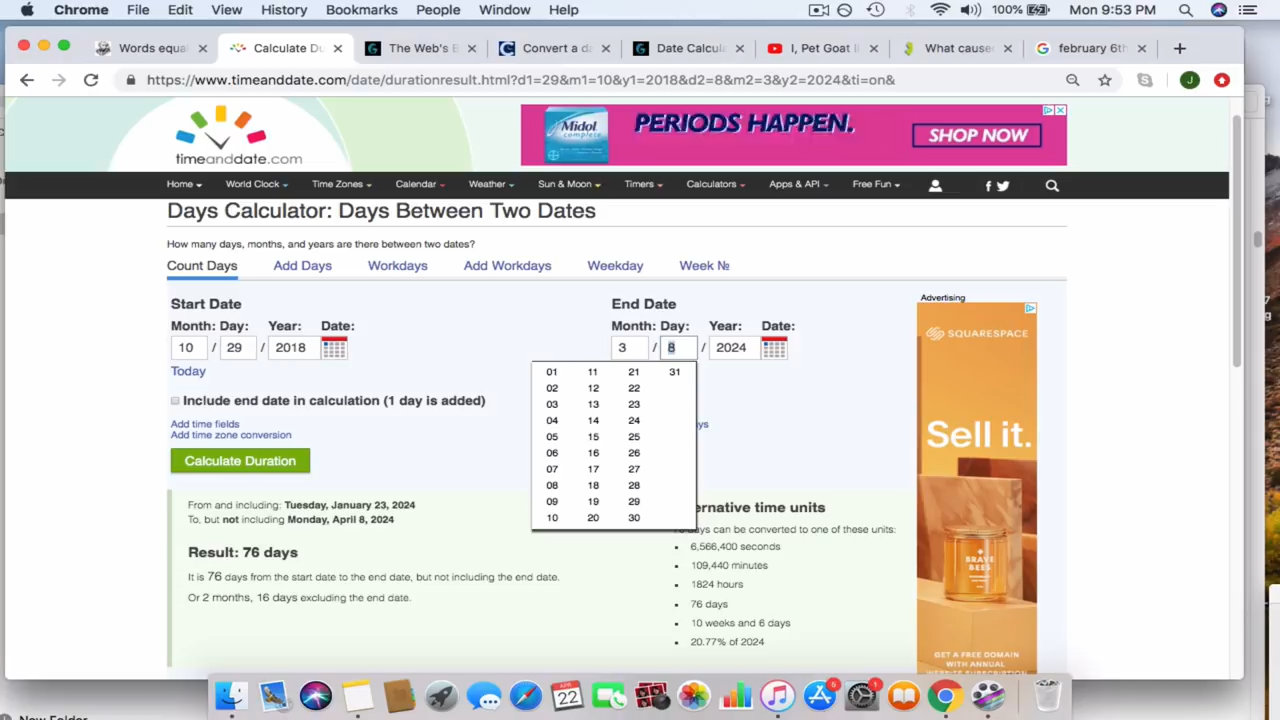 Chrome File Edit View History Bookmarks People Window Help 100% Mon 9:53 PM
Words equa Calculate Du The Web's B Convert a da Date Calcula I, Pet Goat I What cause february 6th
https://www.timeanddate.com/date/durationresult.html?d1=29&m1=10&y1=2018&d2=8&m2=3&y2=2024&ti=on& J
timeanddate.com
Midol complete PERIODS HAPPEN. SHOP NOW
Home World Clock Time Zones Calendar Weather Sun & Moon Timers Calculators Apps & API Free Fun
Days Calculator: Days Between Two Dates
How many days, months, and years are there between two dates?
Count Days Add Days Workdays Add Workdays Weekday Week №
Start Date
Month: Day: Year: Date:
10 / 29 / 2018
Today
End Date
Month: Day: Year: Date:
3 / 8 / 2024
01 11 21 31
02 12 22
03 13 23
04 14 24
05 15 25
06 16 26
07 17 27
08 18 28
09 19 29
10 20 30
Include end date in calculation (1 day is added)
Add time fields
Add time zone conversion
Calculate Duration
From and including: Tuesday, January 23, 2024
To, but not including Monday, April 8, 2024
Result: 76 days
It is 76 days from the start date to the end date, but not including the end date.
Or 2 months, 16 days excluding the end date.
time units
days can be converted to one of these units:
6,566,400 seconds
109,440 minutes
1824 hours
76 days
10 weeks and 6 days
20.77% of 2024
Advertising
SQUARESPACE
Sell it.
BRAVE BEES
GET A FREE DOMAIN
WITH ANNUAL
APR 22
6
1
New Folder